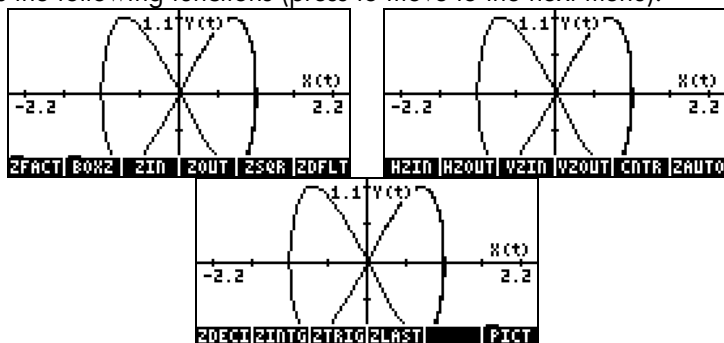 s the following functions (press to move to the next menu).
1.1 Y(t)
X(t)
-2.2 2.2
ZFACT BOXZ ZIN ZOUT ZSQR ZDFLT
1.1 Y(t)
X(t)
-2.2 2.2
HZIN HZOUT VZIN VZOUT CNTR ZAUTO
1.1 Y(t)
X(t)
-2.2 2.2
ZDECI ZINTG ZTRIG ZLAST PICT